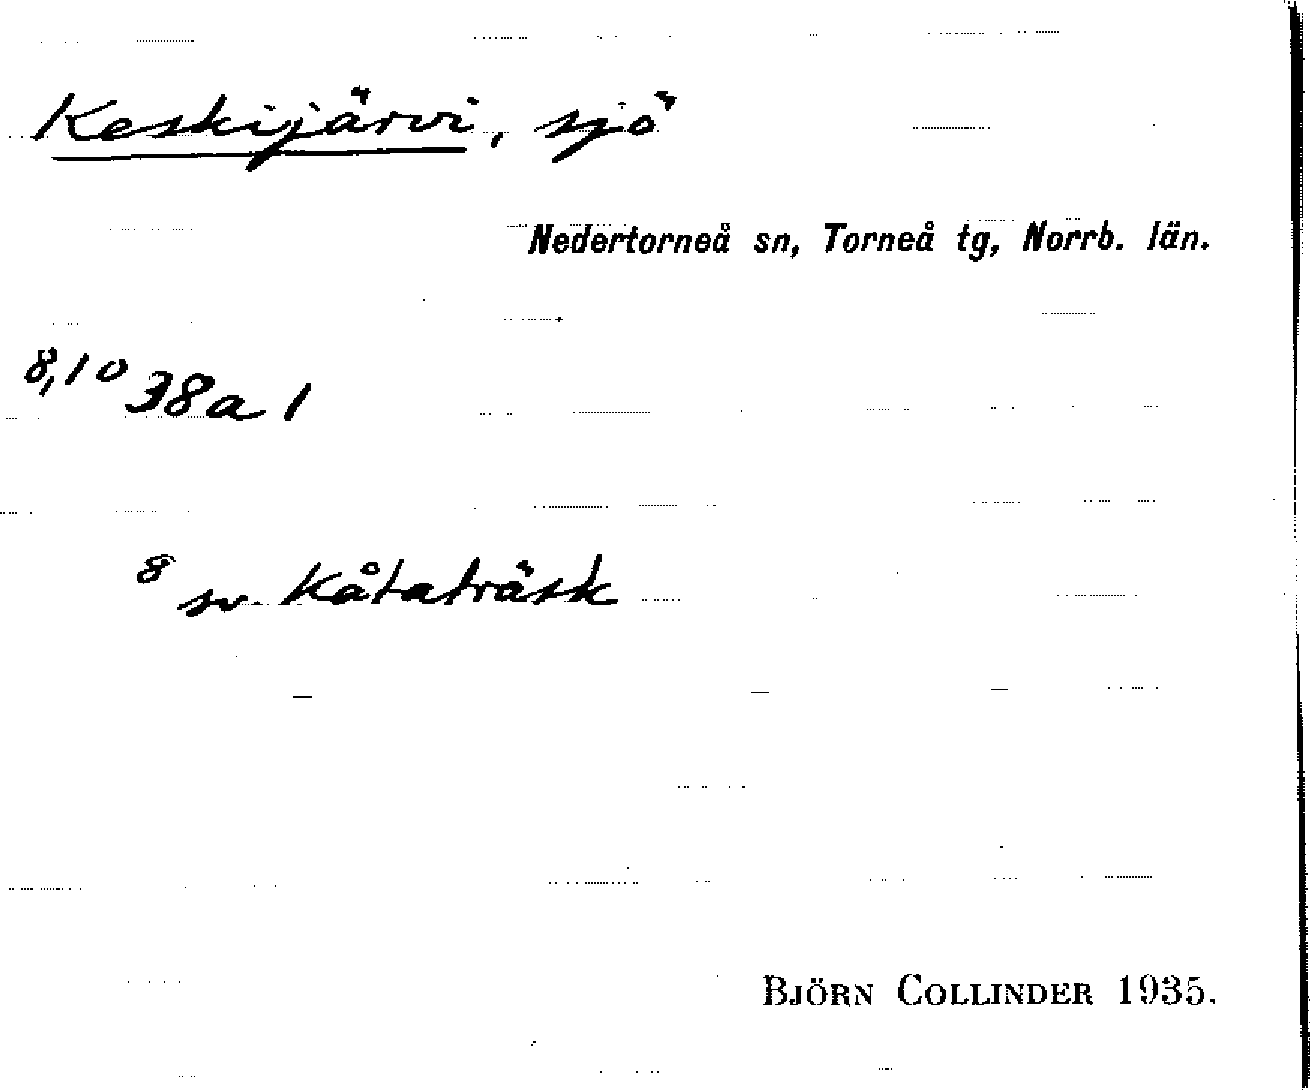 Keskijärvi, sjö
Nedertorneå sn, Torneå tg, Norrb. län.
8,10 38a 1
8 sv. Kåtaträsk
BJÖRN COLLINDER 1935.